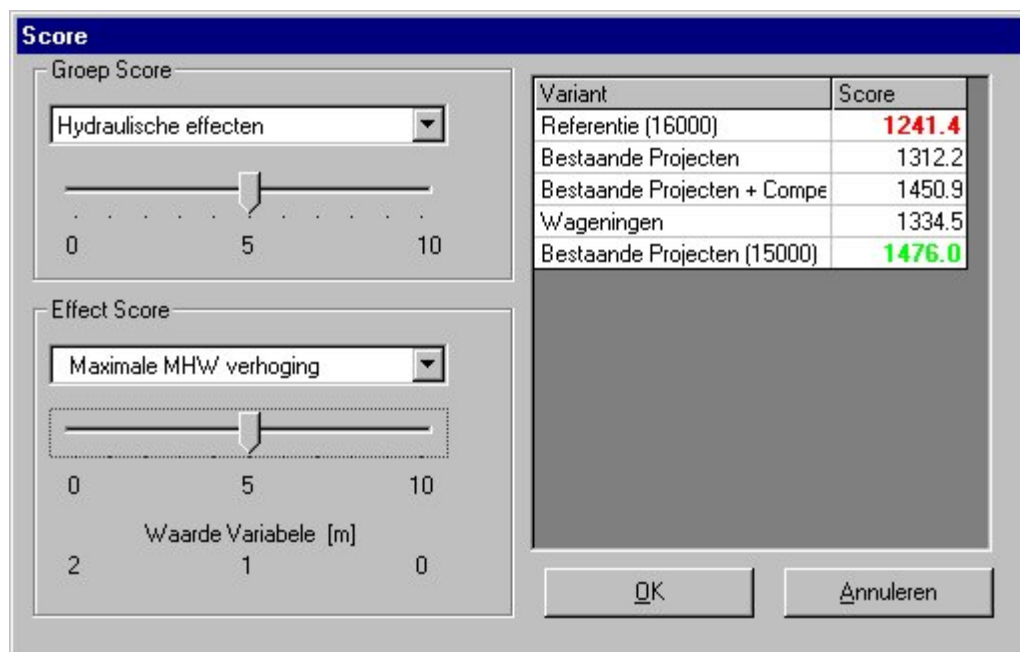 Score
Groep Score
Hydraulische effecten
0 5 10
Effect Score
Maximale MHW verhoging
0 5 10
Waarde Variabele [m]
2 1 0
Variant Score
Referentie (16000) 1241.4
Bestaande Projecten 1312.2
Bestaande Projecten + Compe 1450.9
Wageningen 1334.5
Bestaande Projecten (15000) 1476.0
OK Annuleren